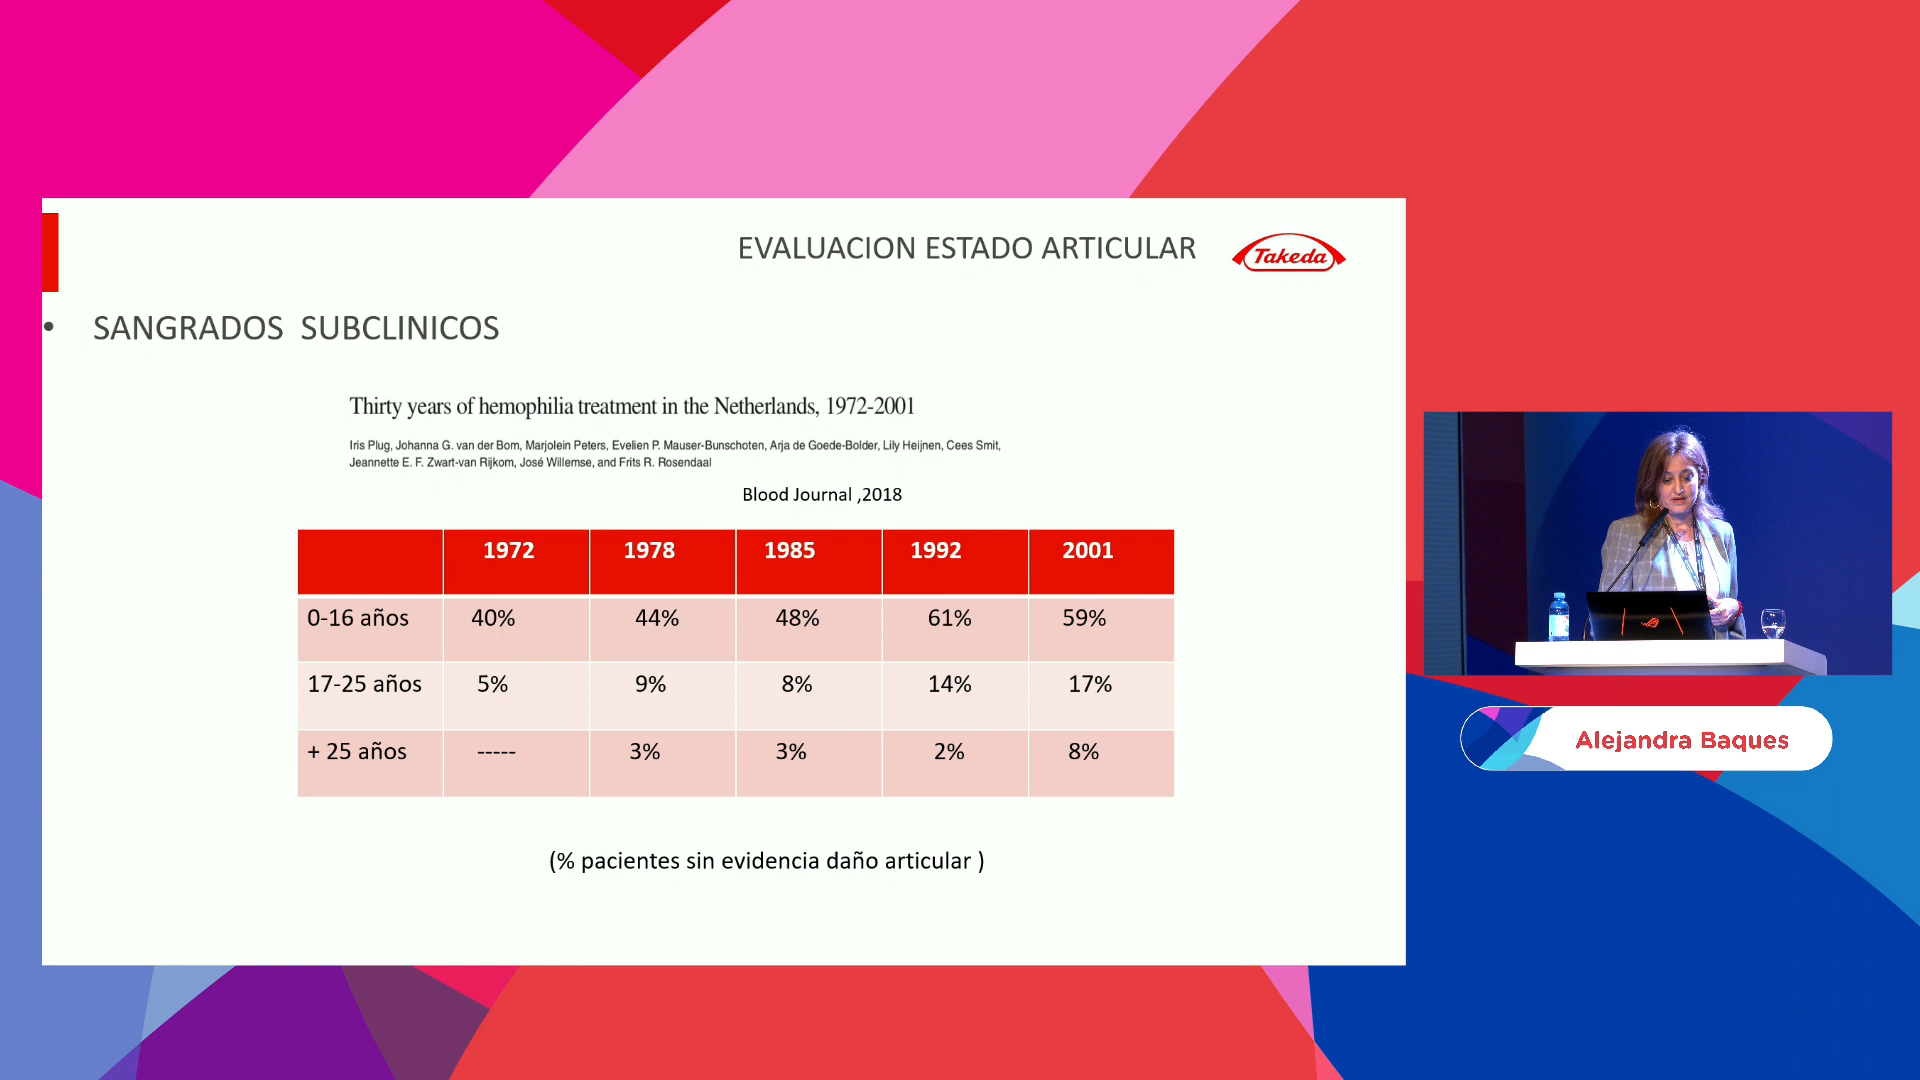 EVALUACION ESTADO ARTICULAR
Takeda
• SANGRADOS SUBCLINICOS
Thirty years of hemophilia treatment in the Netherlands, 1972-2001
Iris Plug, Johanna G. van der Bom, Marjolein Peters, Evelien P. Mauser-Bunschoten, Arja de Goede-Bolder, Lily Heijnen, Cees Smit,
Jeannette E. F. Zwart-van Rijkom, José Willemse, and Frits R. Rosendaal
Blood Journal ,2018
1972 1978 1985 1992 2001
0-16 años 40% 44% 48% 61% 59%
17-25 años 5% 9% 8% 14% 17%
+ 25 años ----- 3% 3% 2% 8%
(% pacientes sin evidencia daño articular )
Alejandra Baques